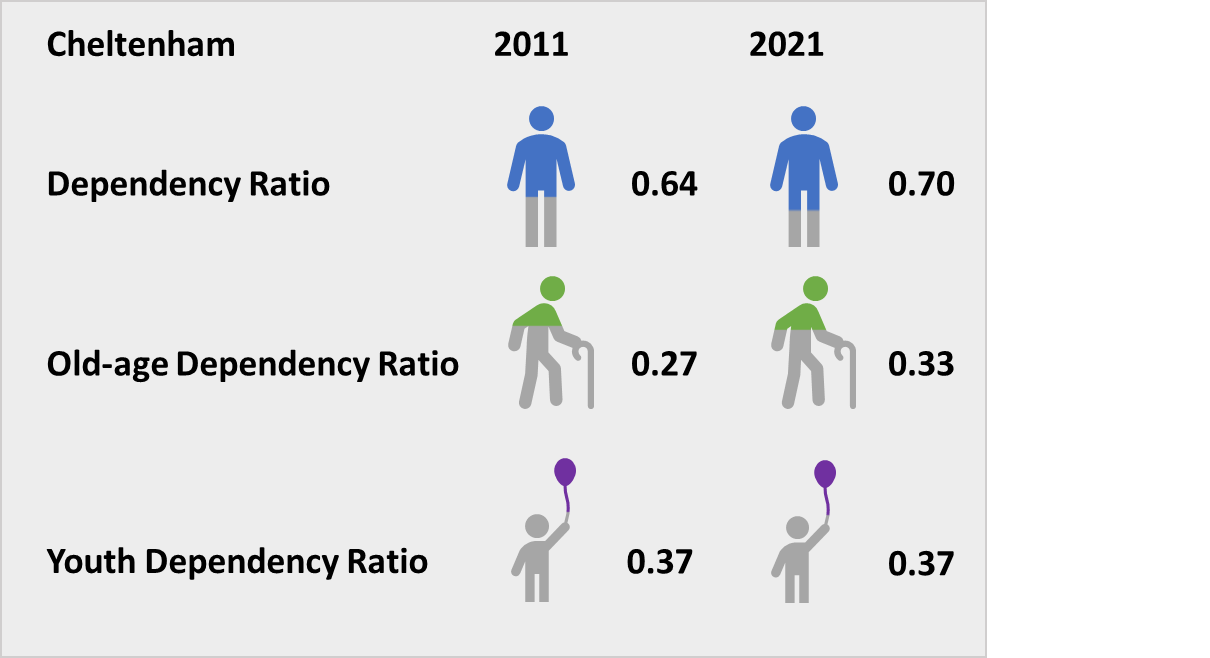 Cheltenham 2011 2021
Dependency Ratio 0.64 0.70
Old-age Dependency Ratio 0.27 0.33
Youth Dependency Ratio 0.37 0.37